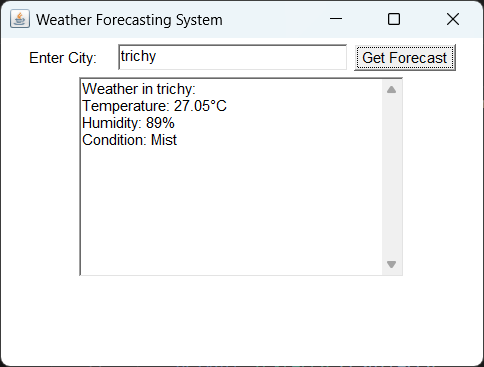 Weather Forecasting System
Enter City: trichy Get Forecast
Weather in trichy:
Temperature: 27.05°C
Humidity: 89%
Condition: Mist